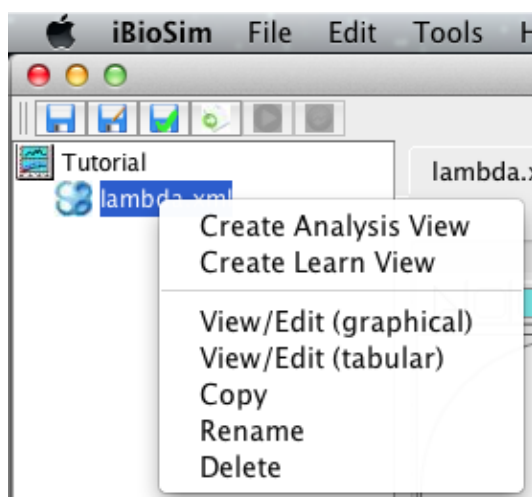 iBioSim File Edit Tools H
Tutorial
lambda.xml
lambda.x
Create Analysis View
Create Learn View
View/Edit (graphical)
View/Edit (tabular)
Copy
Rename
Delete